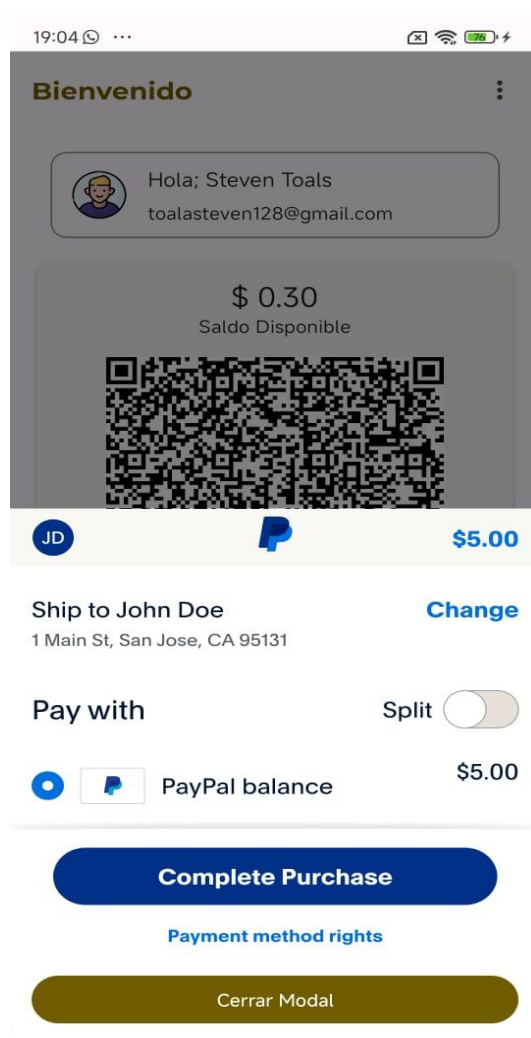 19:04
76
Bienvenido
Hola; Steven Toals
toalasteven128@gmail.com
$ 0.30
Saldo Disponible
JD
$5.00
Ship to John Doe
Change
1 Main St, San Jose, CA 95131
Pay with
Split
PayPal balance
$5.00
Complete Purchase
Payment method rights
Cerrar Modal